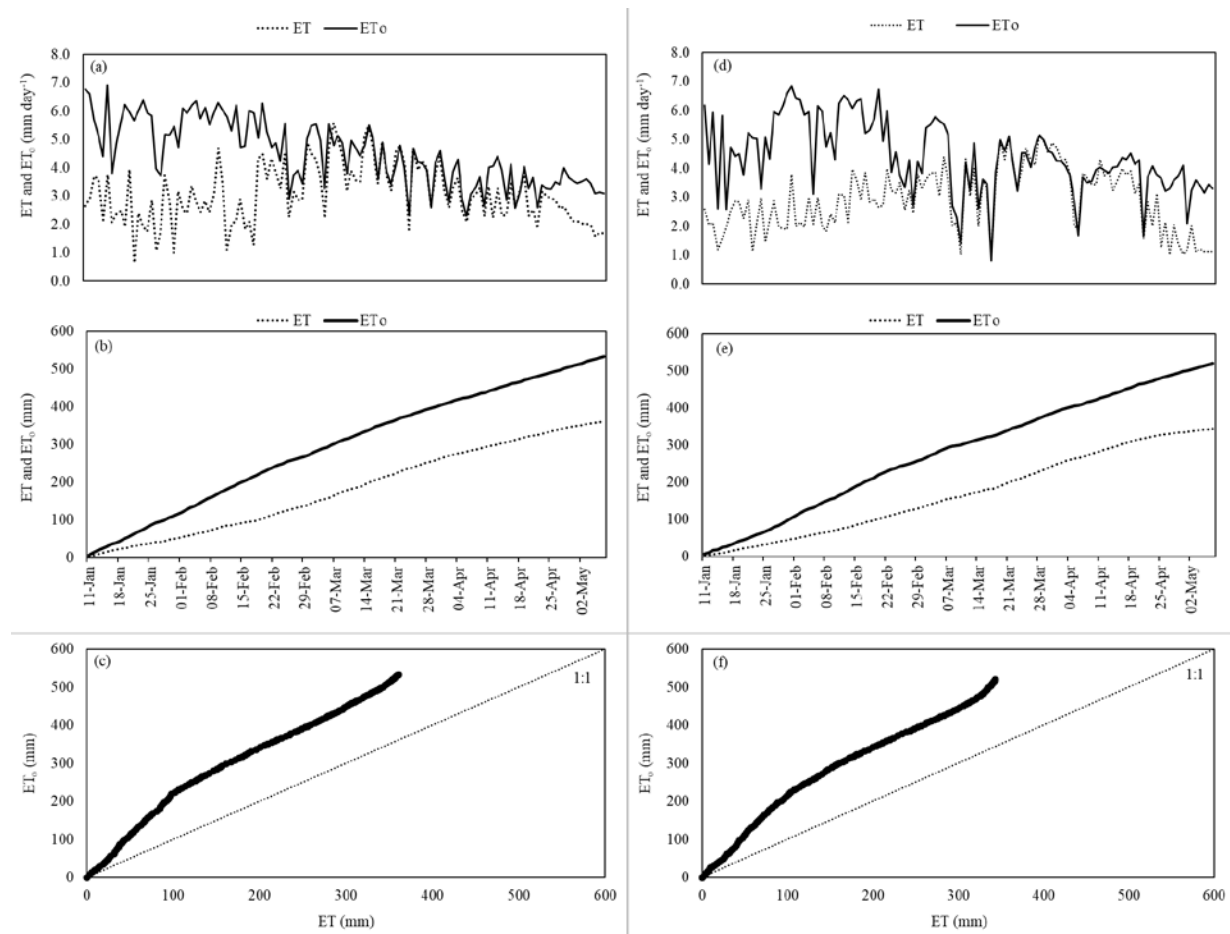 ET ETo
(a)
ET and ETo (mm day-1)
8.0
7.0
6.0
5.0
4.0
3.0
2.0
1.0
0.0
ET ETo
(b)
ET and ETo (mm)
600
500
400
300
200
100
0
11-Jan
18-Jan
25-Jan
01-Feb
08-Feb
15-Feb
22-Feb
29-Feb
07-Mar
14-Mar
21-Mar
28-Mar
04-Apr
11-Apr
18-Apr
25-Apr
02-May
(c)
1:1
ETo (mm)
600
500
400
300
200
100
0
0 100 200 300 400 500 600
ET (mm)
ET ETo
(d)
ET and ETo (mm day-1)
8.0
7.0
6.0
5.0
4.0
3.0
2.0
1.0
0.0
ET ETo
(e)
ET and ETo (mm)
600
500
400
300
200
100
0
11-Jan
18-Jan
25-Jan
01-Feb
08-Feb
15-Feb
22-Feb
29-Feb
07-Mar
14-Mar
21-Mar
28-Mar
04-Apr
11-Apr
18-Apr
25-Apr
02-May
(f)
1:1
ETo (mm)
600
500
400
300
200
100
0
0 100 200 300 400 500 600
ET (mm)